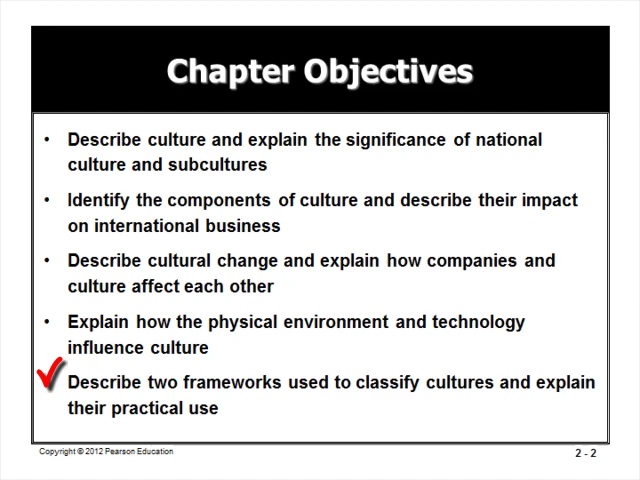 Chapter Objectives
• Describe culture and explain the significance of national
culture and subcultures
• Identify the components of culture and describe their impact
on international business
• Describe cultural change and explain how companies and
culture affect each other
• Explain how the physical environment and technology
influence culture
Describe two frameworks used to classify cultures and explain
their practical use
Copyright © 2012 Pearson Education
2 - 2